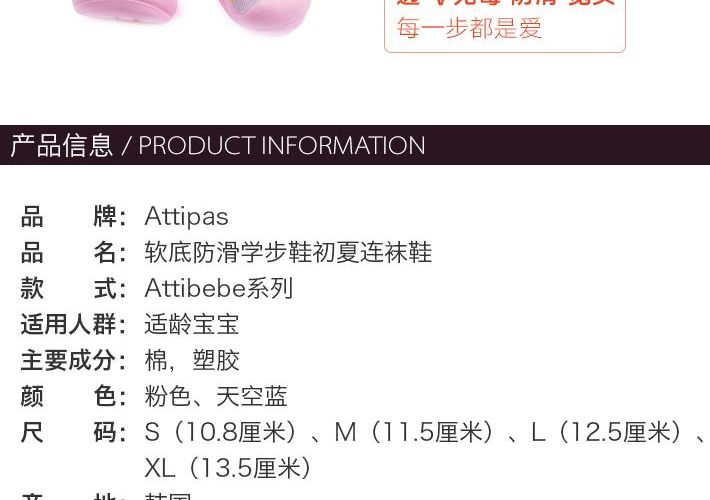 每一步都是爱
产品信息 / PRODUCT INFORMATION
品 牌：Attipas
品 名：软底防滑学步鞋初夏连袜鞋
款 式：Attibebe系列
适用人群：适龄宝宝
主要成分：棉，塑胶
颜 色：粉色、天空蓝
尺 码：S（10.8厘米）、M（11.5厘米）、L（12.5厘米）、
XL（13.5厘米）